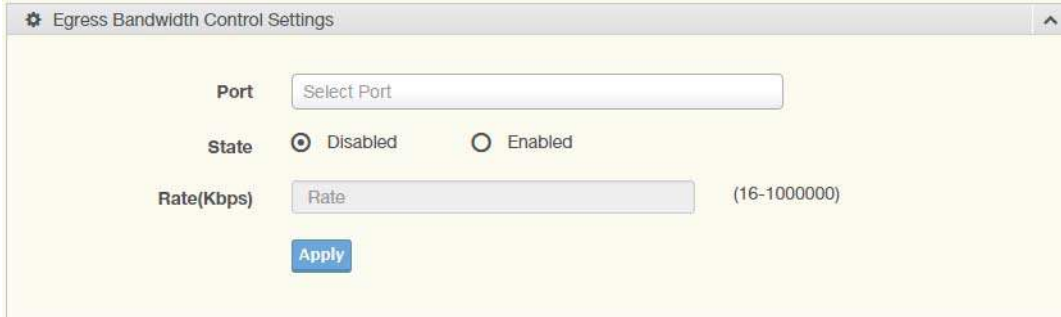 Egress Bandwidth Control Settings
Port Select Port
State Disabled Enabled
Rate(Kbps) Rate (16-1000000)
Apply